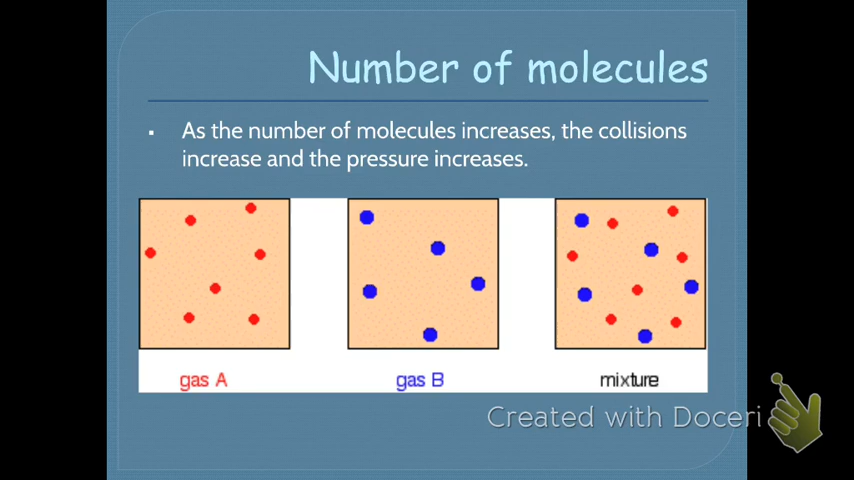 Number of molecules
▪ As the number of molecules increases, the collisions
increase and the pressure increases.
gas A
gas B
mixture
Created with Doceri